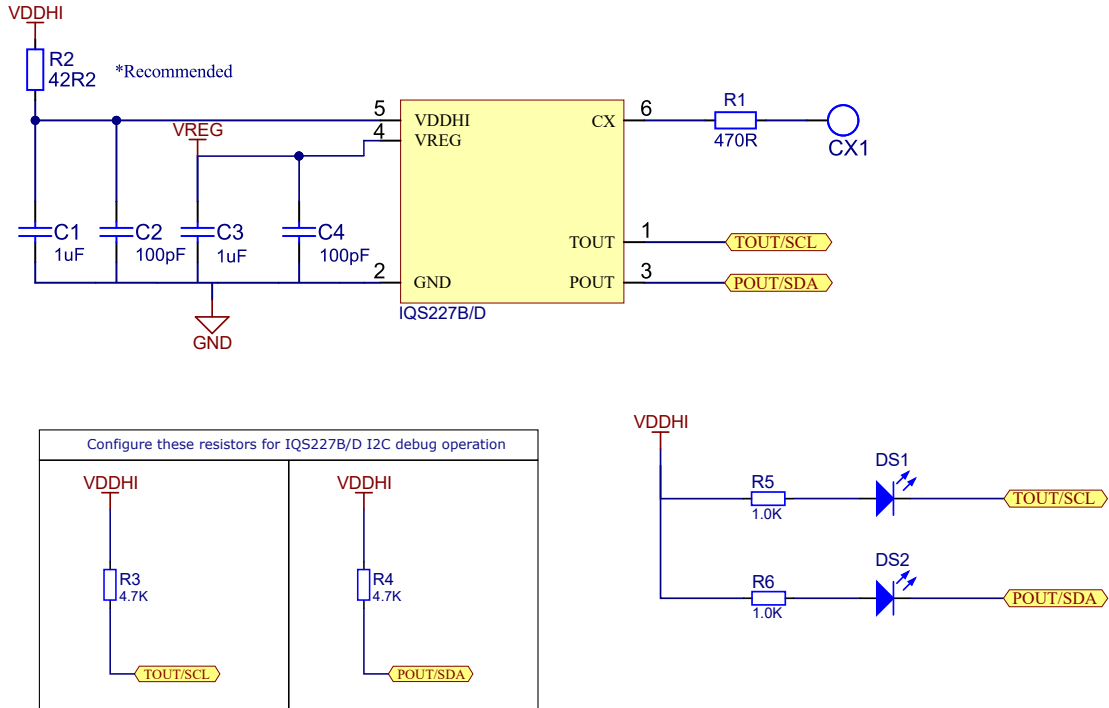 VDDHI
R2
42R2
*Recommended
VREG
5
4
VDDHI
VREG
CX
6
R1
470R
CX1
C1
1uF
C2
100pF
C3
1uF
C4
100pF
TOUT
1
TOUT/SCL
2
GND
POUT
3
POUT/SDA
IQS227B/D
GND
Configure these resistors for IQS227B/D I2C debug operation
VDDHI
R3
4.7K
TOUT/SCL
VDDHI
R4
4.7K
POUT/SDA
VDDHI
R5
1.0K
DS1
TOUT/SCL
R6
1.0K
DS2
POUT/SDA